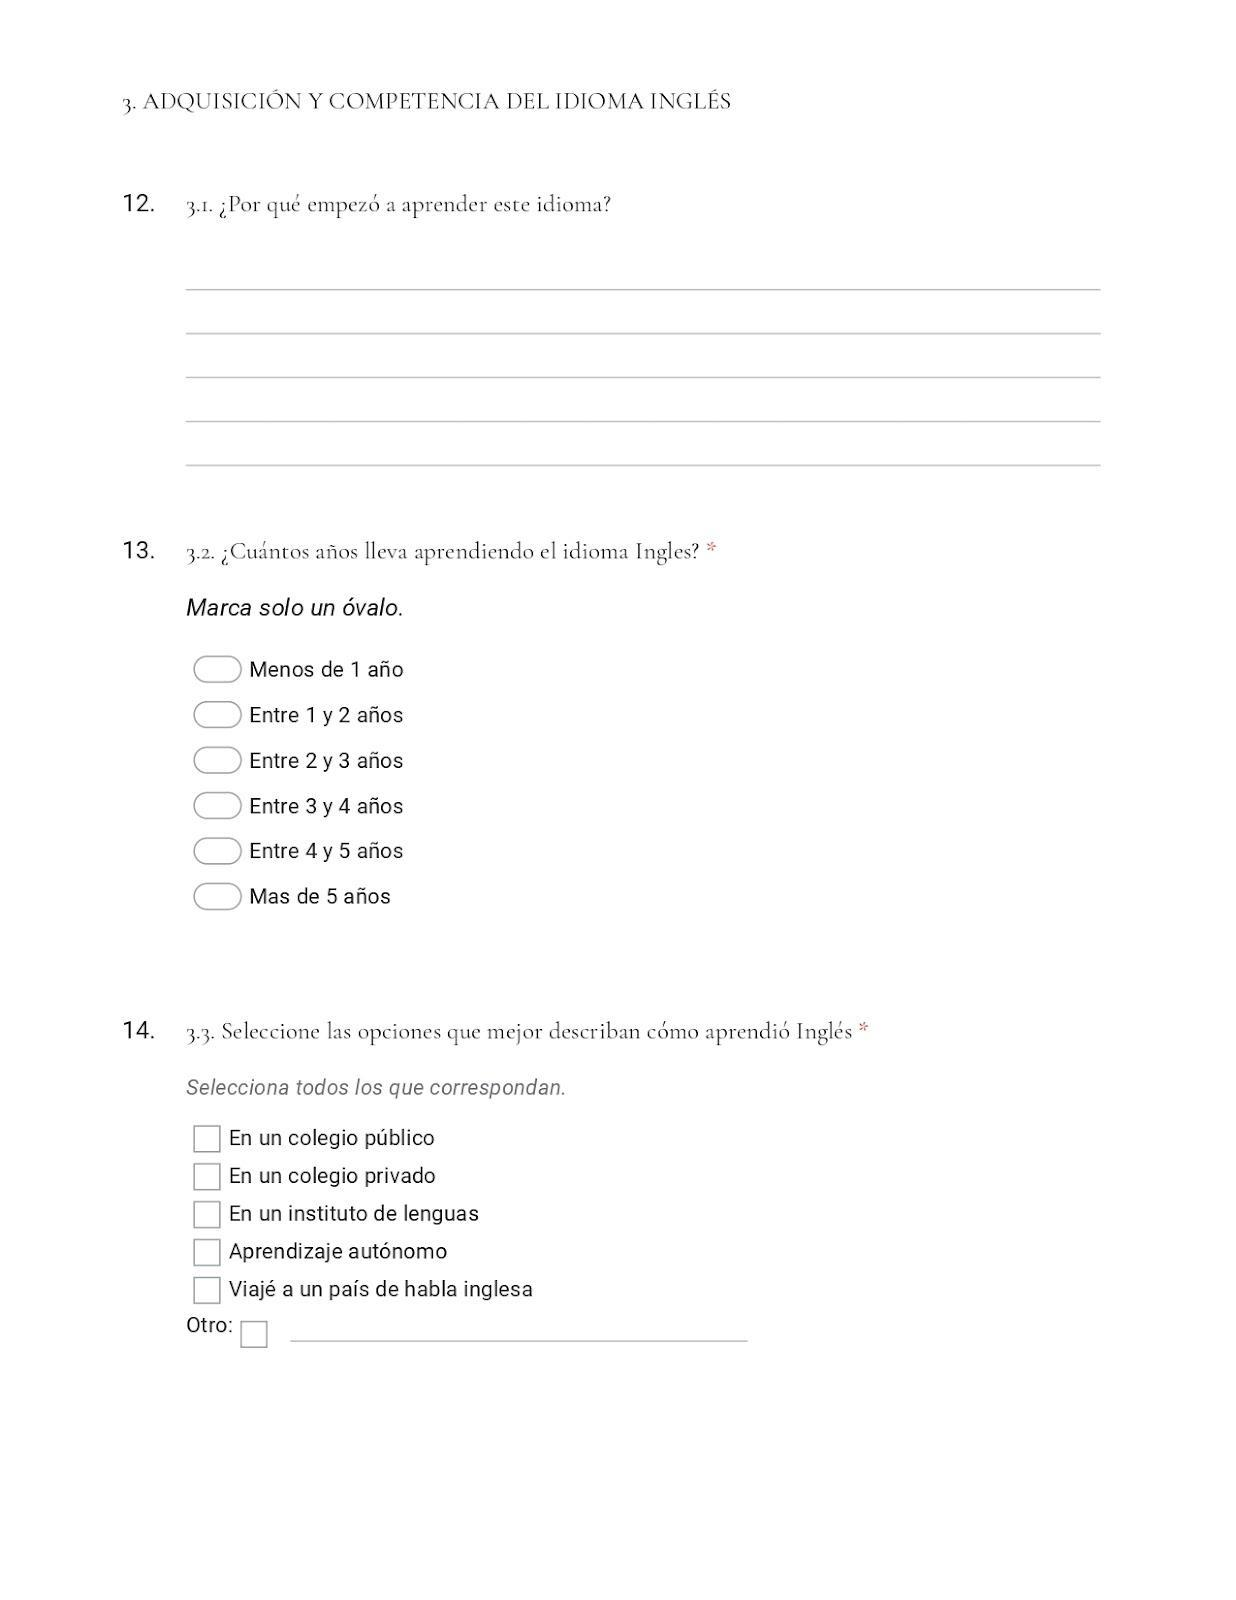 3. ADQUISICIÓN Y COMPETENCIA DEL IDIOMA INGLÉS
12. 3.1. ¿Por qué empezó a aprender este idioma?
13. 3.2. ¿Cuántos años lleva aprendiendo el idioma Ingles? *
Marca solo un óvalo.
Menos de 1 año
Entre 1 y 2 años
Entre 2 y 3 años
Entre 3 y 4 años
Entre 4 y 5 años
Mas de 5 años
14. 3.3. Seleccione las opciones que mejor describan cómo aprendió Inglés *
Selecciona todos los que correspondan.
En un colegio público
En un colegio privado
En un instituto de lenguas
Aprendizaje autónomo
Viajé a un país de habla inglesa
Otro: